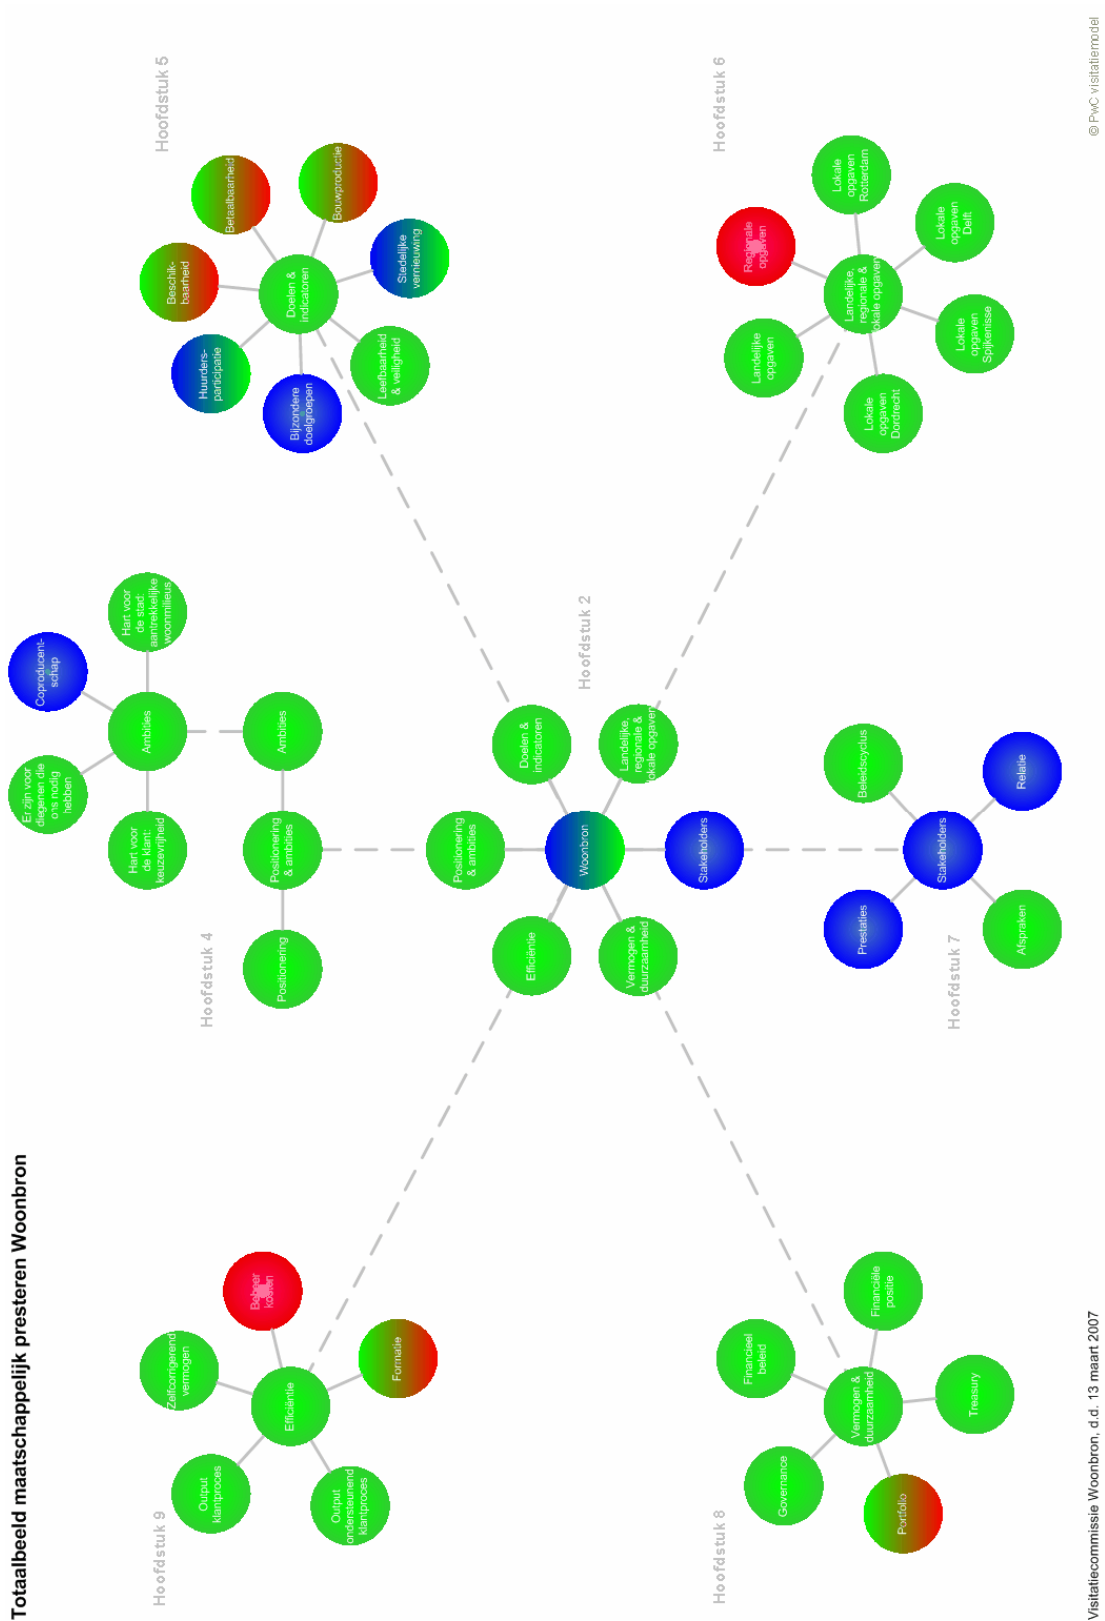 Totaalbeeld maatschappelijk presteren Woonbron
Hoofdstuk 9
Output
klantproces
Zelfcorrigerend
vermogen
Beheer
kosten
Efficiëntie
Formatie
Output
ondersteunend
klantproces
Hoofdstuk 4
Er zijn voor
diegenen die
ons nodig
hebben
Coproducent-
schap
Hart voor
de klant:
keuzevrijheid
Ambities
Hart voor
de stad:
aantrekkelijke
woonmilieus
Positionering
Positionering
& ambities
Ambities
Hoofdstuk 5
Huurders-
participatie
Beschik-
baarheid
Betaalbaarheid
Bijzondere
doelgroepen
Doelen &
indicatoren
Bouwproductie
Leefbaarheid
& veiligheid
Stedelijke
vernieuwing
Hoofdstuk 2
Positionering
& ambities
Efficiëntie
Doelen &
indicatoren
Woonbron
Vermogen &
duurzaamheid
Landelijke,
regionale &
lokale opgaven
Stakeholders
Hoofdstuk 8
Governance
Financieel
beleid
Vermogen &
duurzaamheid
Financiële
positie
Portfolio
Treasury
Hoofdstuk 7
Prestaties
Beleidscyclus
Stakeholders
Afspraken
Relatie
Hoofdstuk 6
Landelijke
opgaven
Regionale
opgaven
Lokale
opgaven
Dordrecht
Landelijke,
regionale &
lokale opgaven
Lokale
opgaven
Rotterdam
Lokale
opgaven
Spijkenisse
Lokale
opgaven
Delft
Visitatiecommissie Woonbron, d.d. 13 maart 2007
© PwC visitatiemodel